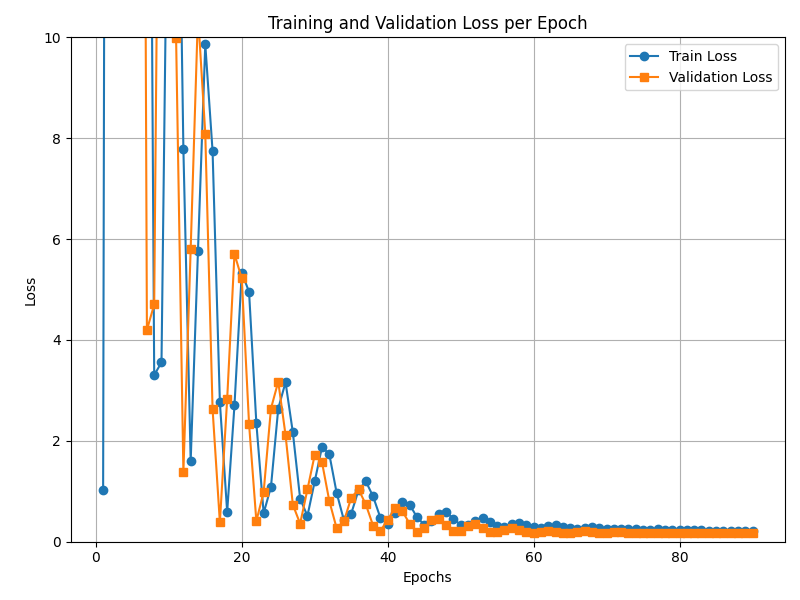 Training and Validation Loss per Epoch
Train Loss
Validation Loss
Loss
10
8
6
4
2
0
0 20 40 60 80
Epochs